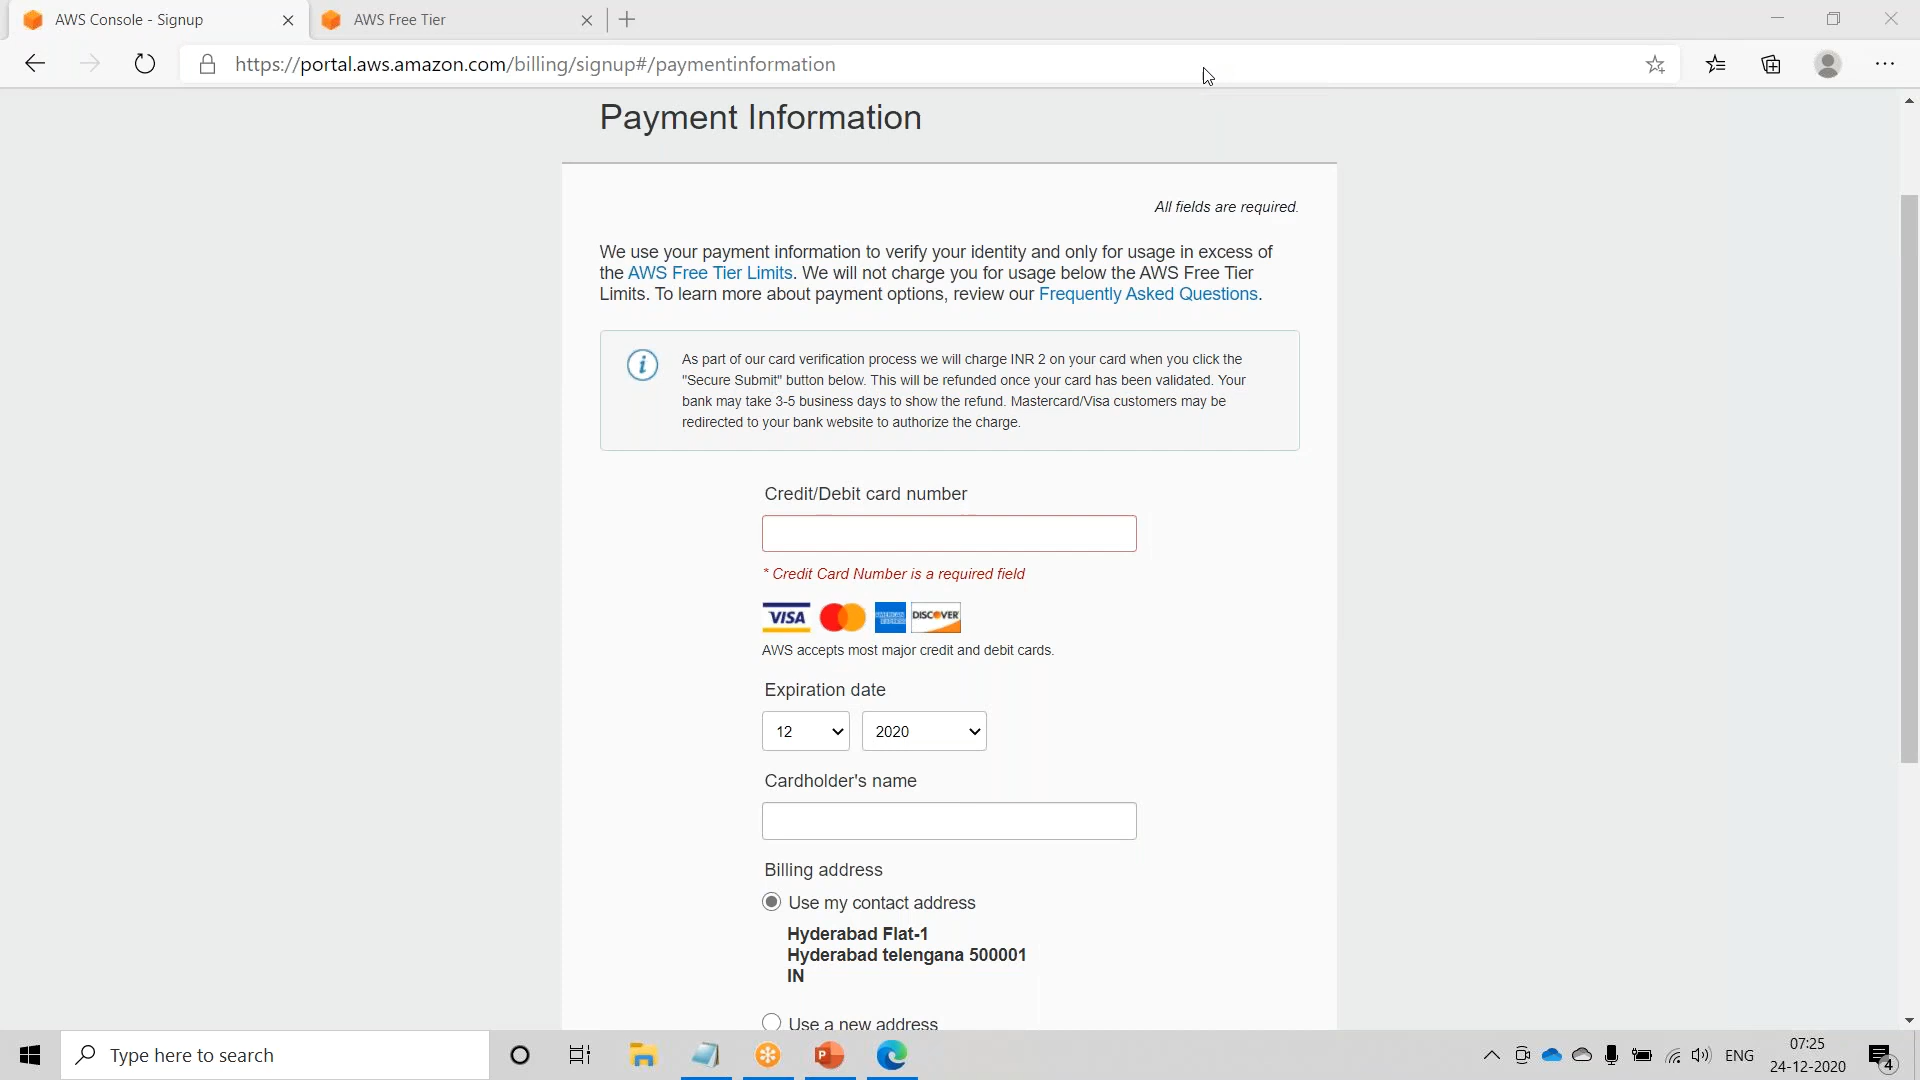 AWS Console - Signup
AWS Free Tier
https://portal.aws.amazon.com/billing/signup#/paymentinformation
Payment Information
All fields are required.
We use your payment information to verify your identity and only for usage in excess of
the AWS Free Tier Limits. We will not charge you for usage below the AWS Free Tier
Limits. To learn more about payment options, review our Frequently Asked Questions.
As part of our card verification process we will charge INR 2 on your card when you click the
"Secure Submit" button below. This will be refunded once your card has been validated. Your
bank may take 3-5 business days to show the refund. Mastercard/Visa customers may be
redirected to your bank website to authorize the charge.
Credit/Debit card number
* Credit Card Number is a required field
VISA
AMERICAN EXPRESS
DISCOVER
AWS accepts most major credit and debit cards.
Expiration date
12
2020
Cardholder's name
Billing address
Use my contact address
Hyderabad Flat-1
Hyderabad telengana 500001
IN
Use a new address
Type here to search
ENG
07:25
24-12-2020
4